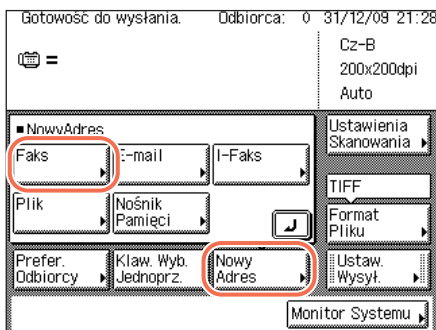 Gotowość do wysłania. Odbiorca: 0 31/12/09 21:28
Cz-B
=
200x200dpi
Auto
NowyAdres
Ustawienia
Skanowania
Faks E-mail I-Faks
TIFF
Plik Nośnik
Pamięci
Format
Pliku
Prefer.
Odbiorcy
Klaw. Wyb.
Jednoprz.
Nowy
Adres
Ustaw.
Wysył.
Monitor Systemu